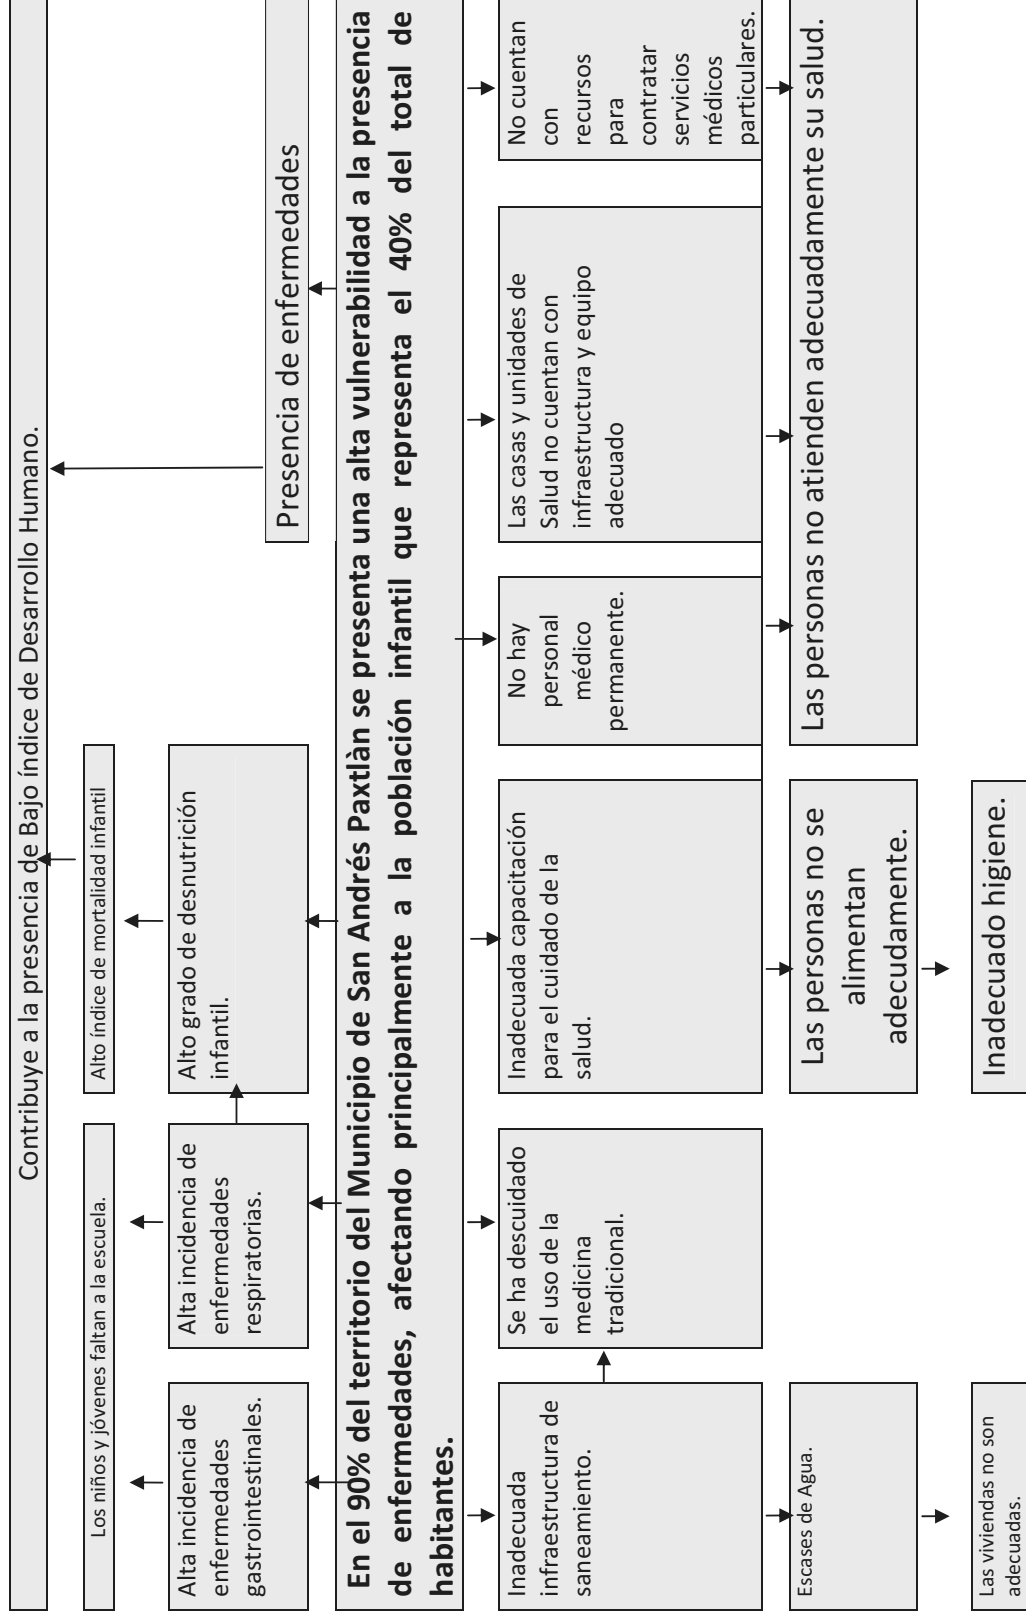 Contribuye a la presencia de Bajo índice de Desarrollo Humano.
Los niños y jóvenes faltan a la escuela.
Alto índice de mortalidad infantil
Alta incidencia de
enfermedades
gastrointestinales.
Alta incidencia de
enfermedades
respiratorias.
Alto grado de desnutrición
infantil.
Presencia de enfermedades
En el 90% del territorio del Municipio de San Andrés Paxtlàn se presenta una alta vulnerabilidad a la presencia
de enfermedades, afectando principalmente a la población infantil que representa el 40% del total de
habitantes.
Inadecuada
infraestructura de
saneamiento.
Se ha descuidado
el uso de la
medicina
tradicional.
Inadecuada capacitación
para el cuidado de la
salud.
No hay
personal
médico
permanente.
Las casas y unidades de
Salud no cuentan con
infraestructura y equipo
adecuado
No cuentan
con
recursos
para
contratar
servicios
médicos
particulares.
Escases de Agua.
Las personas no se
alimentan
adecudamente.
Las personas no atienden adecuadamente su salud.
Las viviendas no son
adecuadas.
Inadecuado higiene.